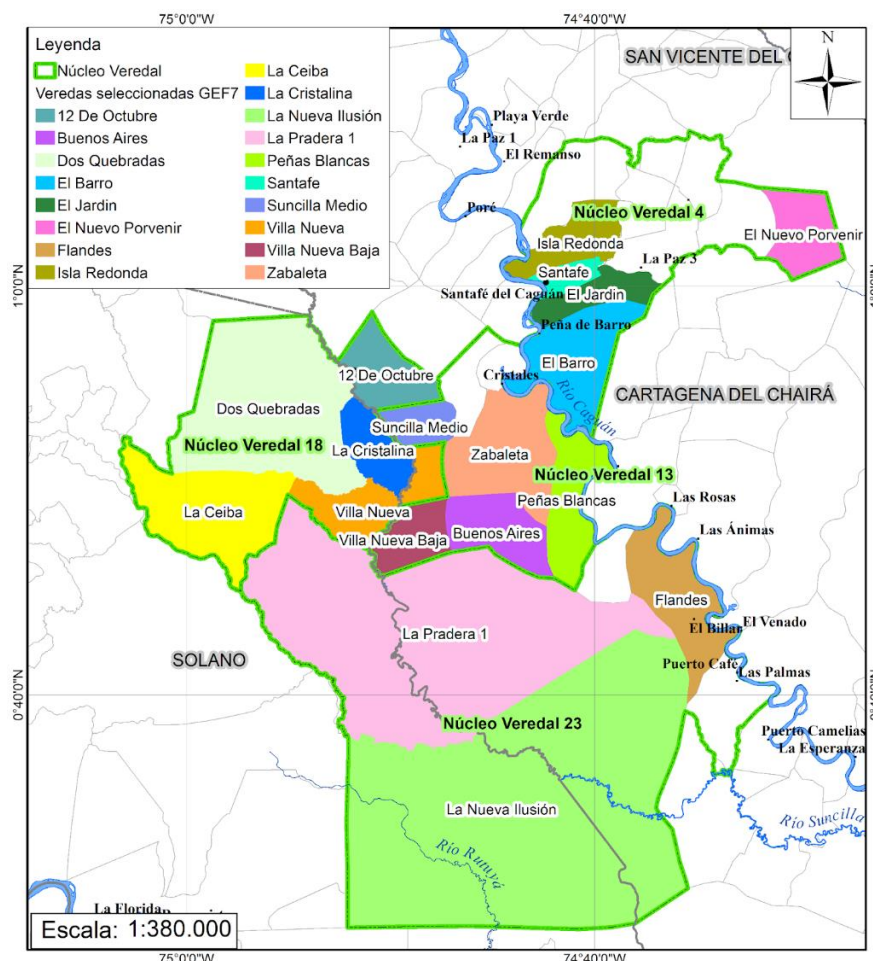 75°0'0"W
74°40'0"W
Leyenda
Núcleo Veredal
Veredas seleccionadas GEF7
12 De Octubre
Buenos Aires
Dos Quebradas
El Barro
El Jardin
El Nuevo Porvenir
Flandes
Isla Redonda
La Ceiba
La Cristalina
La Nueva Ilusión
La Pradera 1
Peñas Blancas
Santafe
Suncilla Medio
Villa Nueva
Villa Nueva Baja
Zabaleta
SAN VICENTE DEL
N
Playa Verde
La Paz 1
El Remanso
Poré
Núcleo Veredal 4
Isla Redonda
El Nuevo Porvenir
La Paz 3
Santafe
Santafé del Caguán
El Jardin
1°0'0"N
Peña de Barro
El Barro
12 De Octubre
Cristales
Río Caguán
CARTAGENA DEL CHAIRÁ
Dos Quebradas
Suncilla Medio
Núcleo Veredal 18
La Cristalina
Zabaleta
Núcleo Veredal 13
Peñas Blancas
Las Rosas
La Ceiba
Villa Nueva
Las Ánimas
Villa Nueva Baja
Buenos Aires
Flandes
El Billar
El Venado
La Pradera 1
SOLANO
Puerto Café
Las Palmas
0°40'0"N
Núcleo Veredal 23
Puerto Camelias
La Esperanza
La Nueva Ilusión
Río Suncilla
Río Rutuyá
La Florida
Escala: 1:380.000
75°0'0"W
74°40'0"W